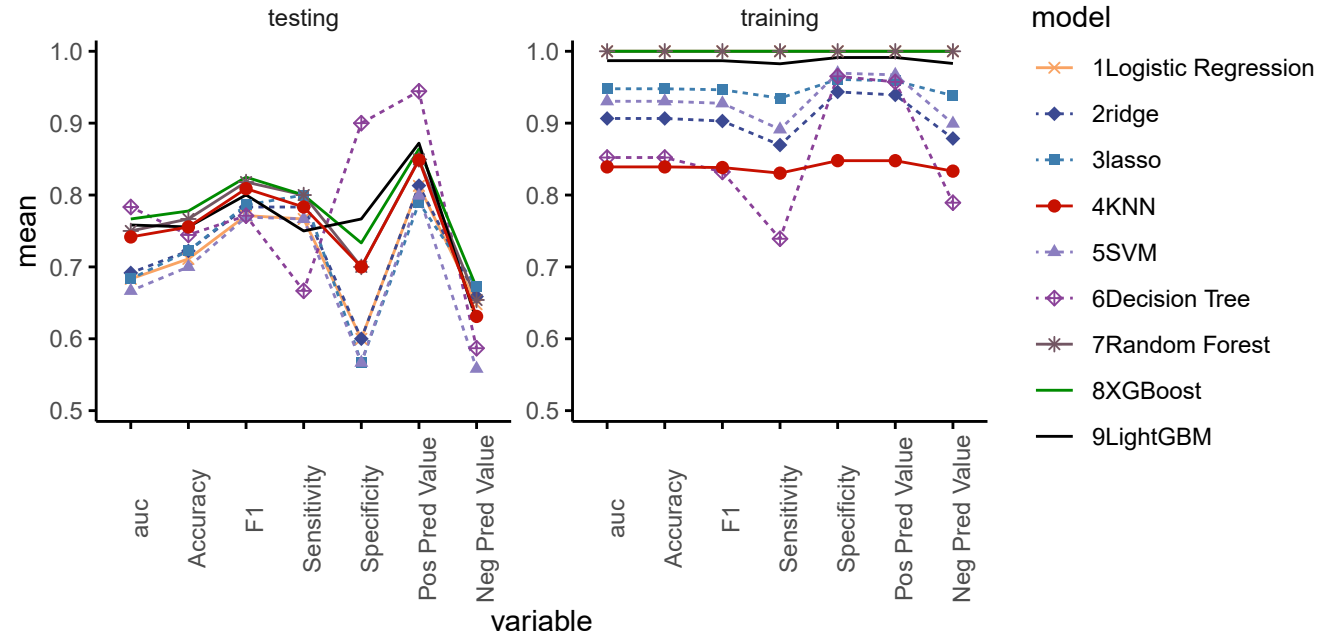 testing
training
mean
1.0
0.9
0.8
0.7
0.6
0.5
auc
Accuracy
F1
Sensitivity
Specificity
Pos Pred Value
Neg Pred Value
1.0
0.9
0.8
0.7
0.6
0.5
auc
Accuracy
F1
Sensitivity
Specificity
Pos Pred Value
Neg Pred Value
variable
model
1Logistic Regression
2ridge
3lasso
4KNN
5SVM
6Decision Tree
7Random Forest
8XGBoost
9LightGBM